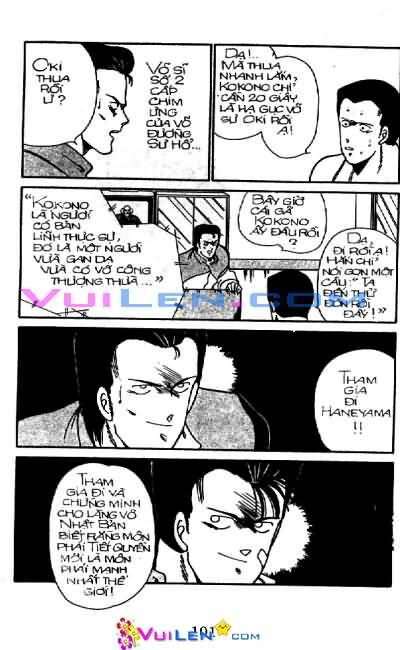 OKI
THUA
RỒI
Ư?
VÕ SĨ
SỐ 2
CẤP
CHIM
ƯNG
CỦA VÕ
ĐƯỜNG
SƯ HỔ...
DẠ!..
MÀ THUA
NHANH LẮM,
KOKONO CHỈ
CẦN 20 GIÂY
LÀ HẠ GỤC VÕ
SƯ OKI RỒI
Ạ!
"KOKONO
LÀ NGƯỜI
CÓ BẢN
LĨNH THỰC SỰ,
ĐÓ LÀ MỘT NGƯỜI
VỪA GAN DẠ
VỪA CÓ VÕ CÔNG
THƯỢNG THỪA..."
BÂY GIỜ
CÁI GÃ
KOKONO
ẤY ĐÂU RỒI
?
DẠ,
ĐI RỒI Ạ!
HẮN CHỈ
NÓI GỌN MỘT
CÂU: "TA
ĐẾN THỬ
ĐÒN RỒI
ĐẤY!"
VuiLen.com
THAM
GIA
ĐI
HANEYAMA
!!
THAM
GIA ĐI VÀ
CHỨNG MINH
CHO LÀNG VÕ
NHẬT BẢN
BIẾT RẰNG MÔN
PHÁI TIẾT QUYỀN
MỚI LÀ MÔN
PHÁI MẠNH
NHẤT THẾ
GIỚI!
101
VuiLen.com